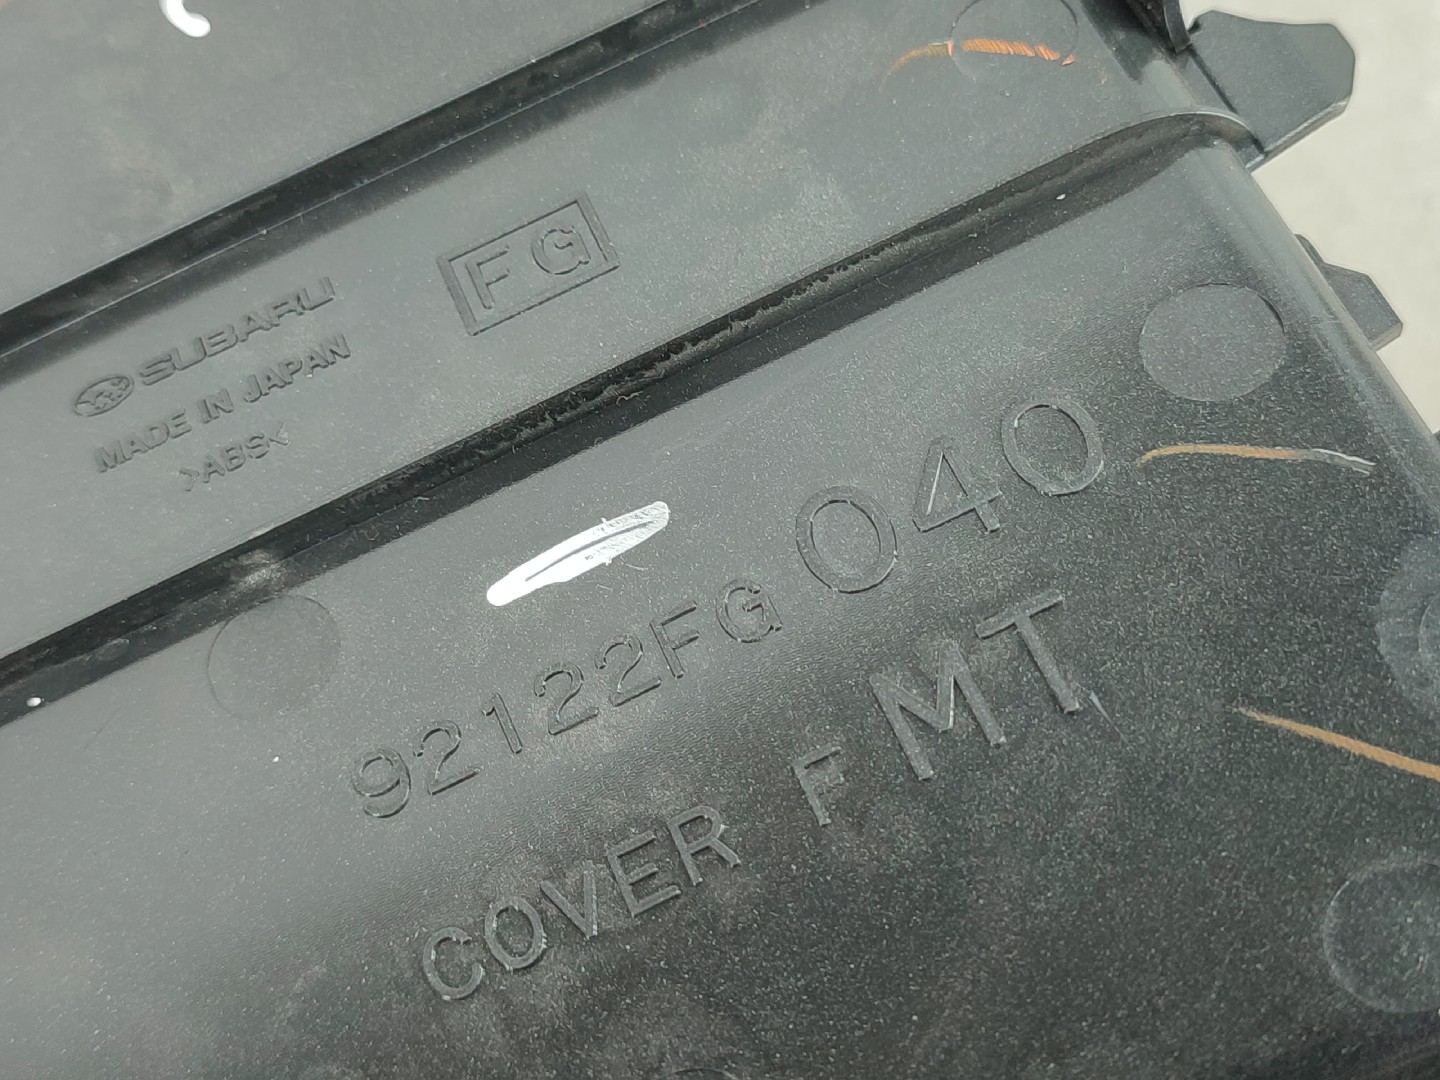 SUBARU
MADE IN JAPAN
>ABS<
FG
92122FG040
COVER F MT